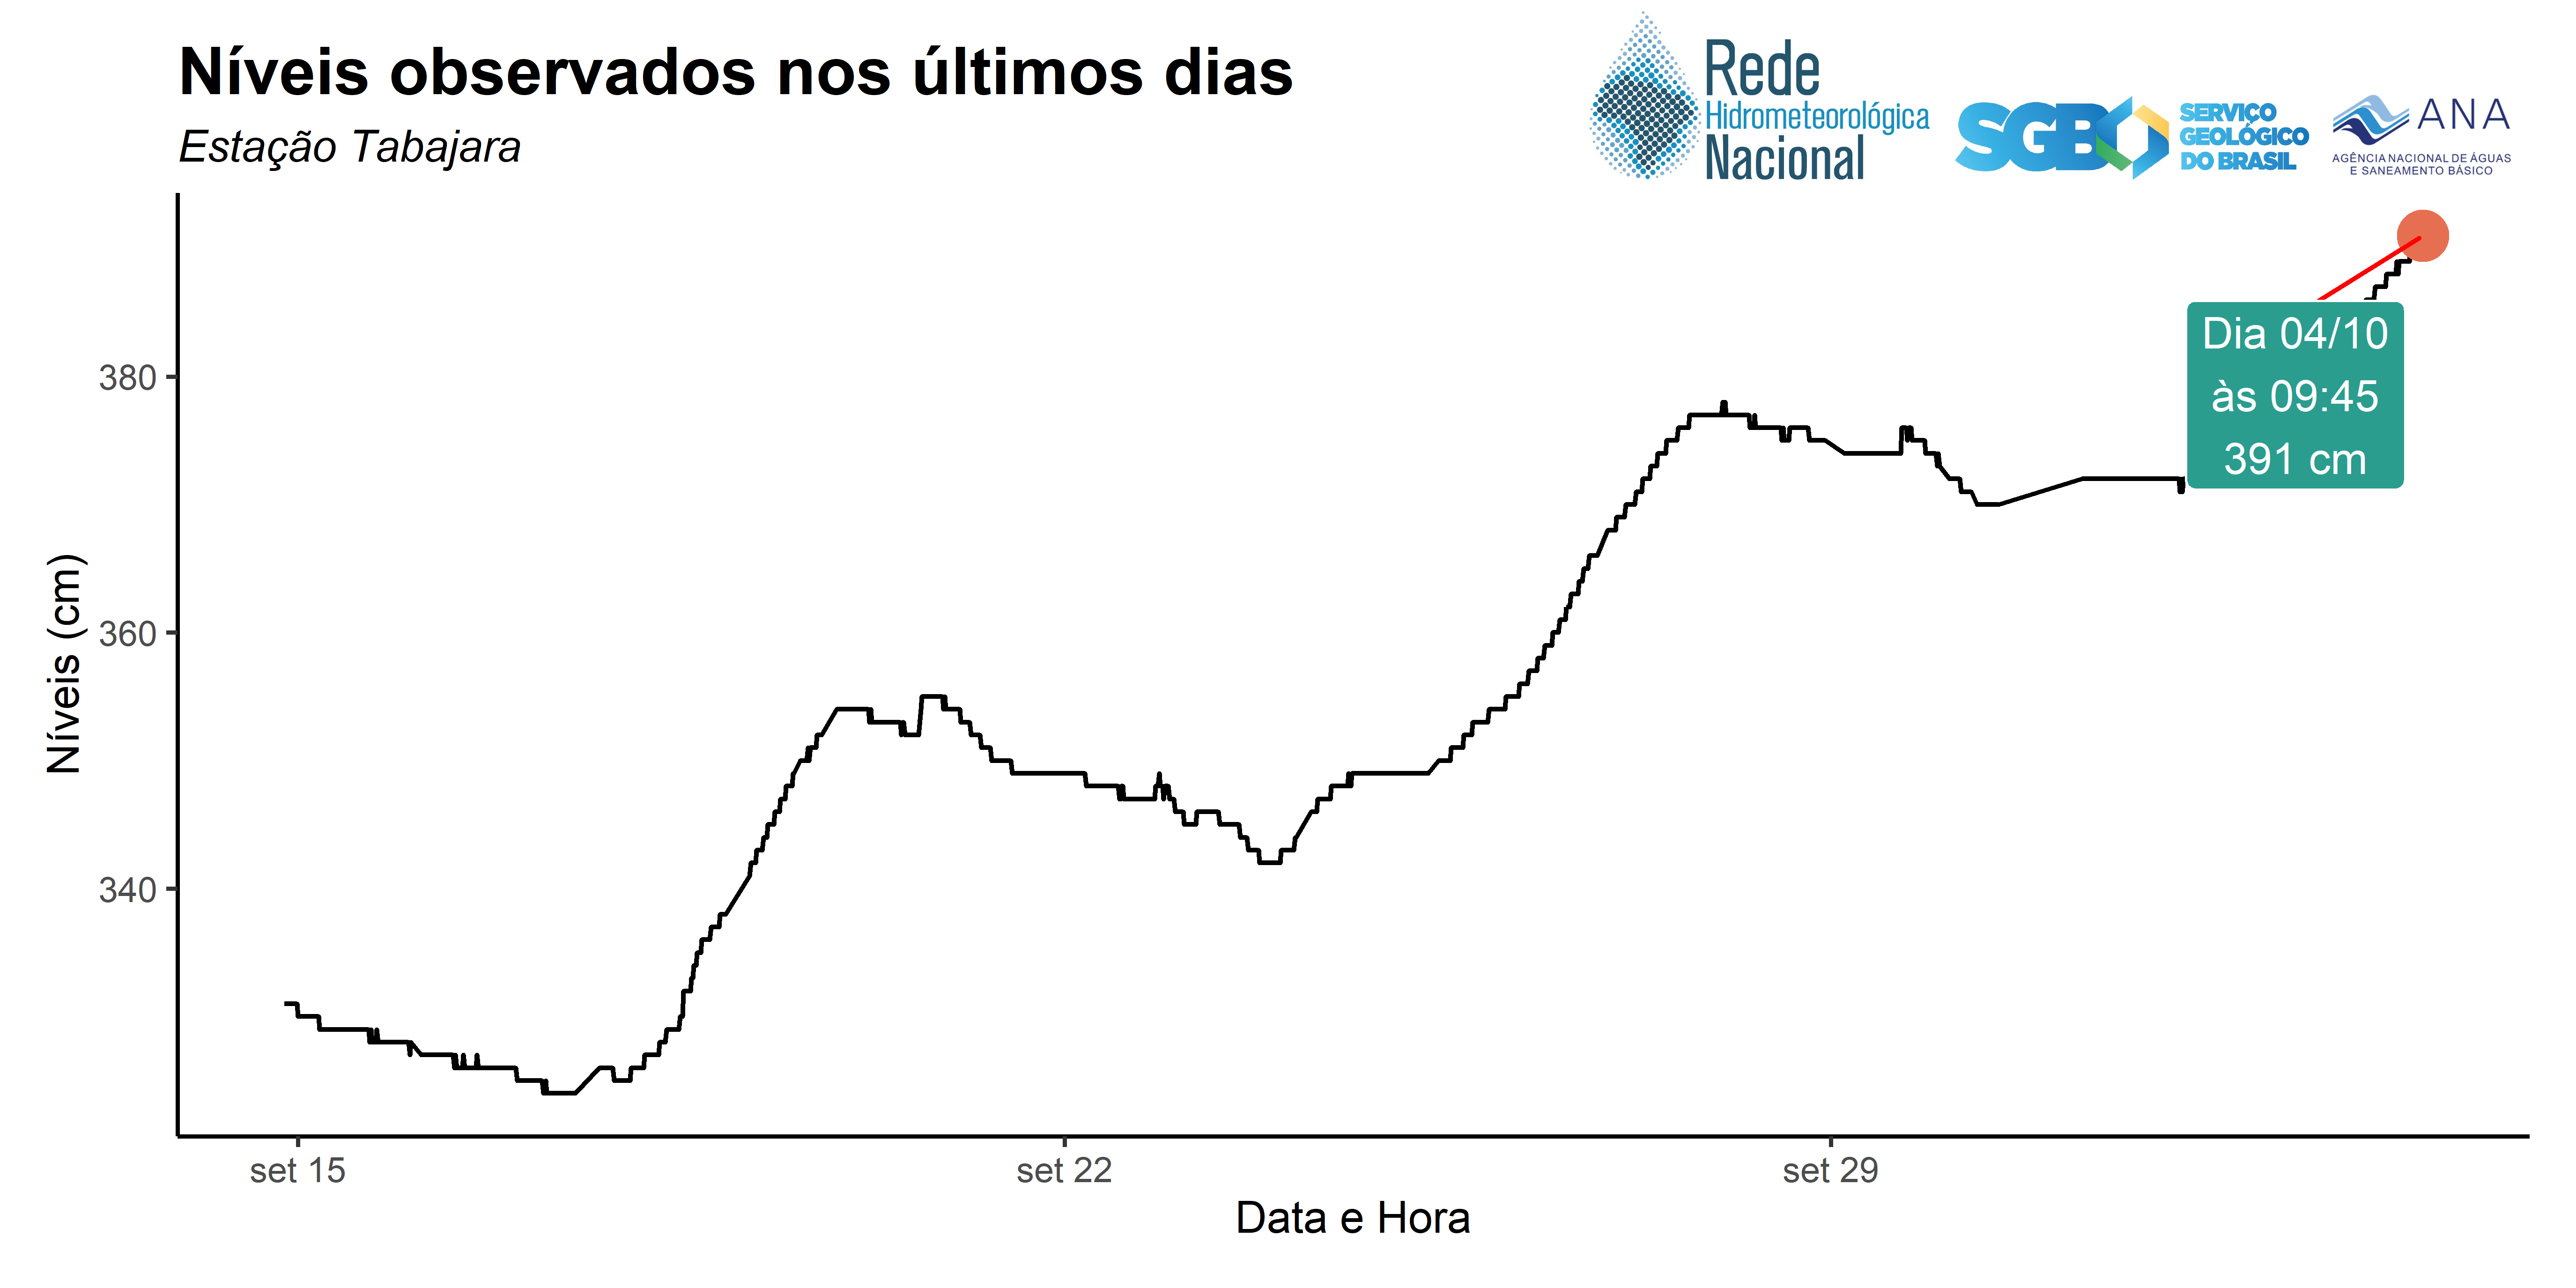 Níveis observados nos últimos dias
Estação Tabajara
Rede
Hidrometeorológica
Nacional
SGB
SERVIÇO
GEOLÓGICO
DO BRASIL
ANA
AGÊNCIA NACIONAL DE ÁGUAS
E SANEAMENTO BÁSICO
Dia 04/10
às 09:45
391 cm
Níveis (cm)
380
360
340
set 15
set 22
set 29
Data e Hora